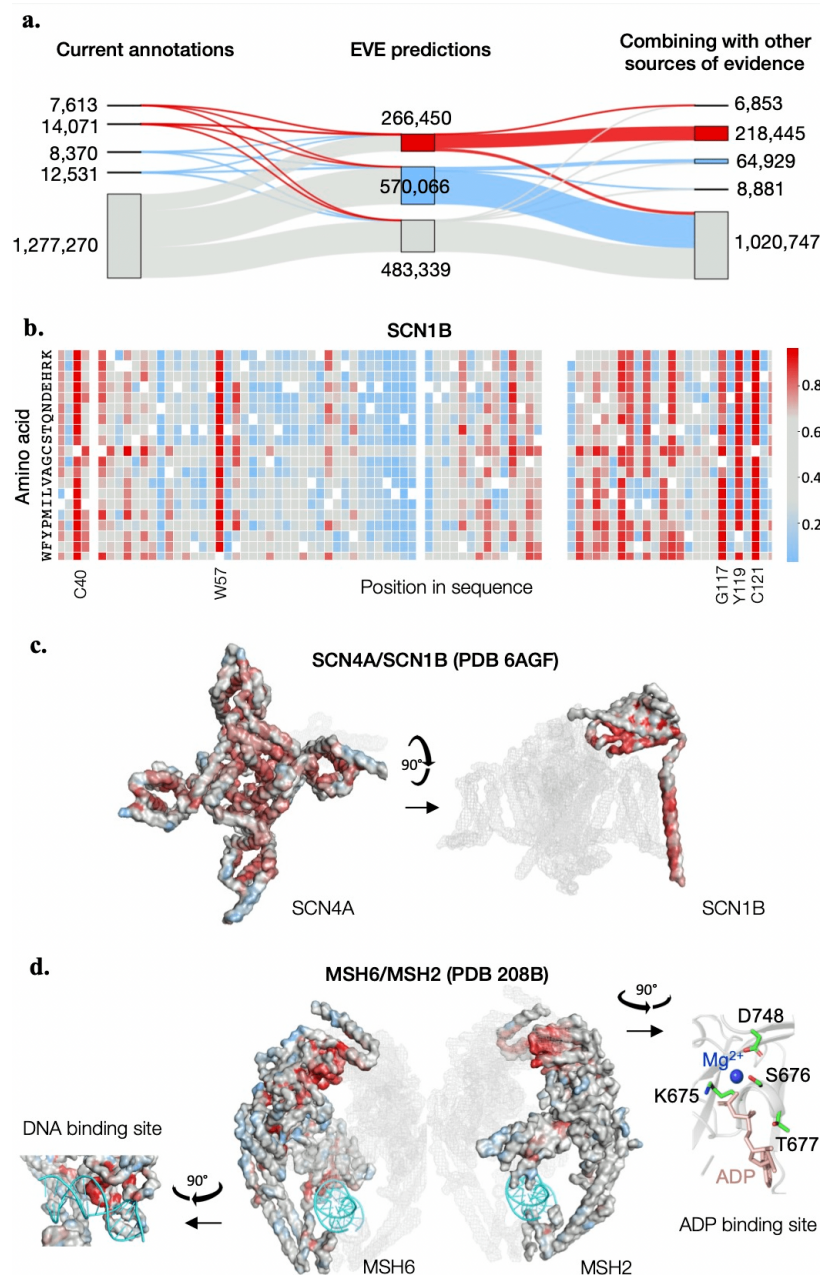 a.
Current annotations
EVE predictions
Combining with other
sources of evidence
7,613
14,071
8,370
12,531
1,277,270
266,450
570,066
483,339
6,853
218,445
64,929
8,881
1,020,747
b.
SCN1B
Amino acid
WFYPMILVAGCSTQNDEHRK
0.8
0.6
0.4
0.2
C40
W57
Position in sequence
G117
Y119
C121
c.
SCN4A/SCN1B (PDB 6AGF)
90°
SCN4A
SCN1B
d.
MSH6/MSH2 (PDB 208B)
90°
D748
Mg2+
S676
K675
T677
ADP
ADP binding site
DNA binding site
90°
MSH6
MSH2